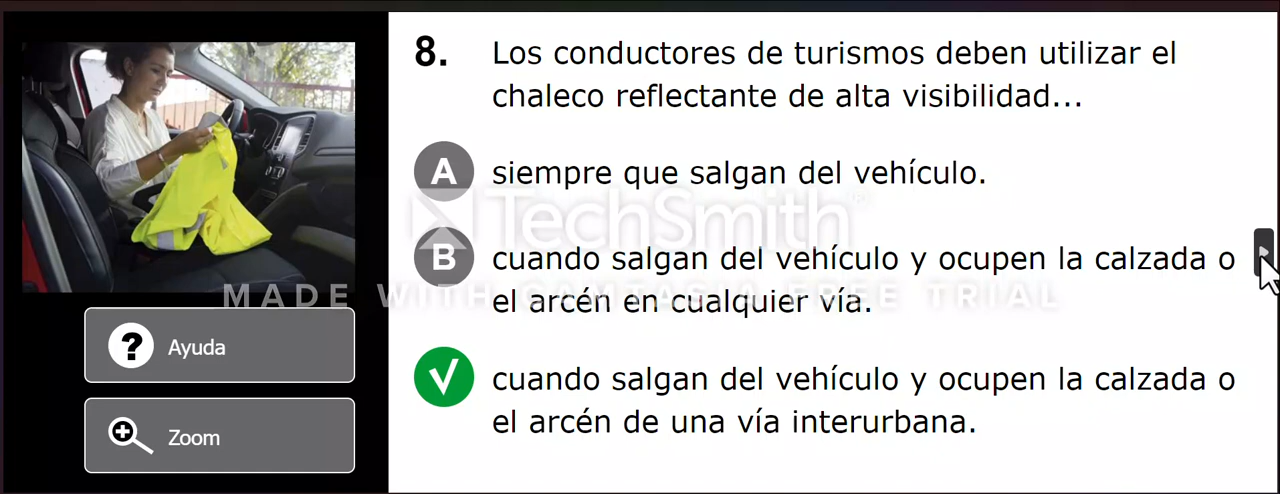 8. Los conductores de turismos deben utilizar el
chaleco reflectante de alta visibilidad...
A siempre que salgan del vehículo.
TechSmith®
B cuando salgan del vehículo y ocupen la calzada o
MADE WITH CAMTASIA FREE TRIAL
el arcén en cualquier vía.
? Ayuda
cuando salgan del vehículo y ocupen la calzada o
el arcén de una vía interurbana.
Zoom